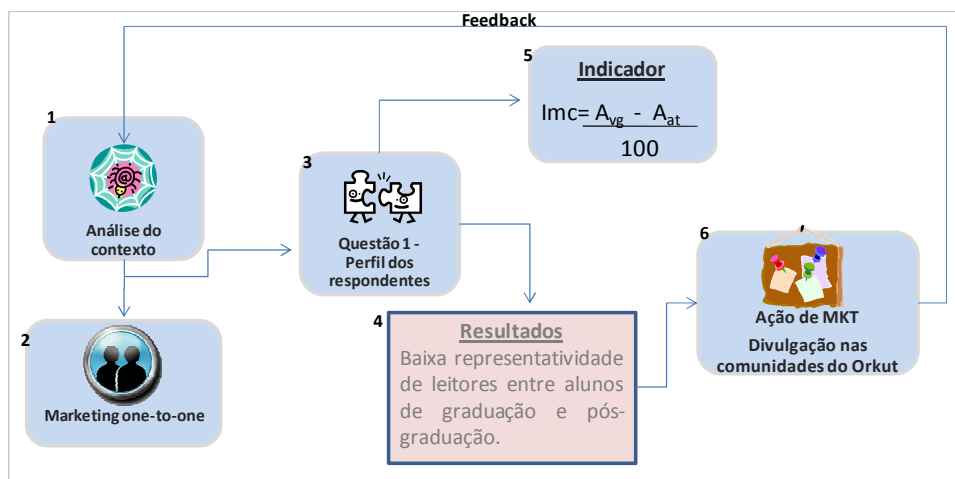 Feedback
1
Análise do
contexto
2
Marketing one-to-one
3
Questão 1 -
Perfil dos
respondentes
5
Indicador
Imc= Avg - Aat
100
4
Resultados
Baixa representatividade
de leitores entre alunos
de graduação e pós-
graduação.
6
Ação de MKT
Divulgação nas
comunidades do Orkut